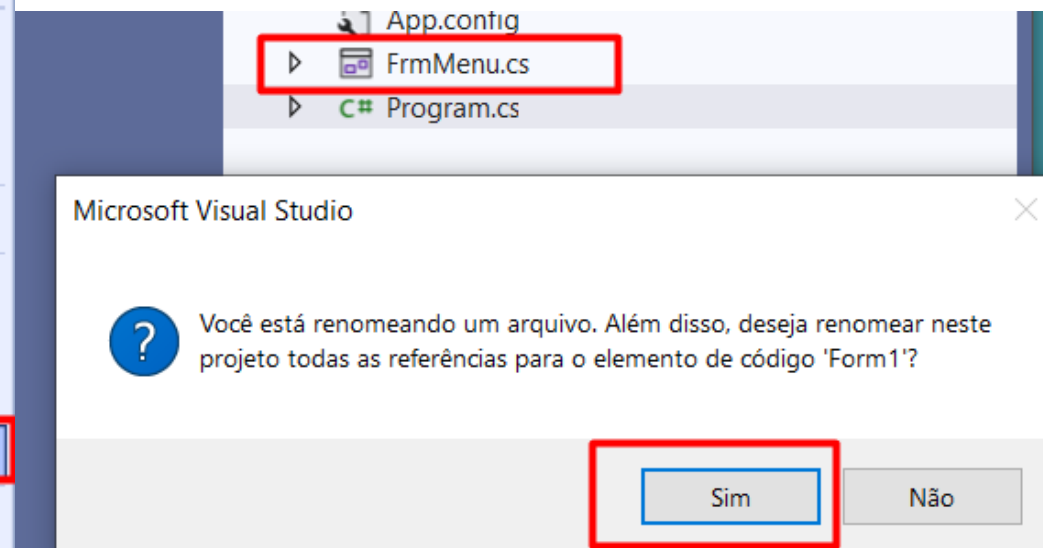 App.config
FrmMenu.cs
C# Program.cs
Microsoft Visual Studio
Você está renomeando um arquivo. Além disso, deseja renomear neste
projeto todas as referências para o elemento de código 'Form1'?
Sim
Não